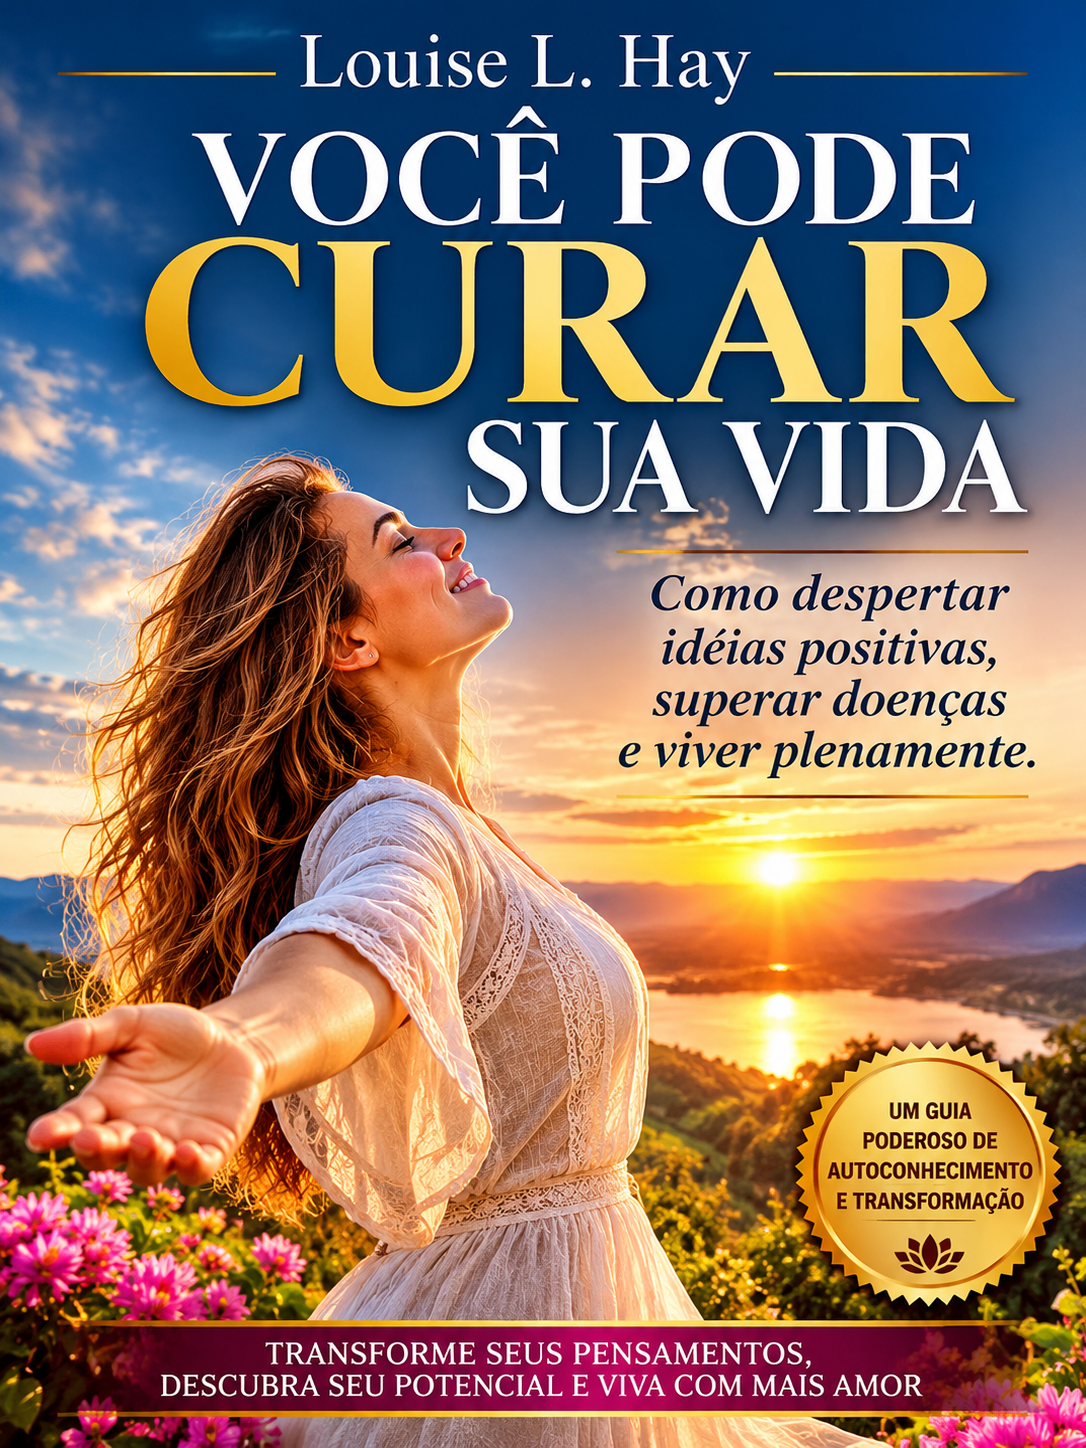 Louise L. Hay
VOCÊ PODE
CURAR
SUA VIDA
Como despertar
idéias positivas,
superar doenças
e viver plenamente.
UM GUIA
PODEROSO DE
AUTOCONHECIMENTO
E TRANSFORMAÇÃO
TRANSFORME SEUS PENSAMENTOS,
DESCUBRA SEU POTENCIAL E VIVA COM MAIS AMOR